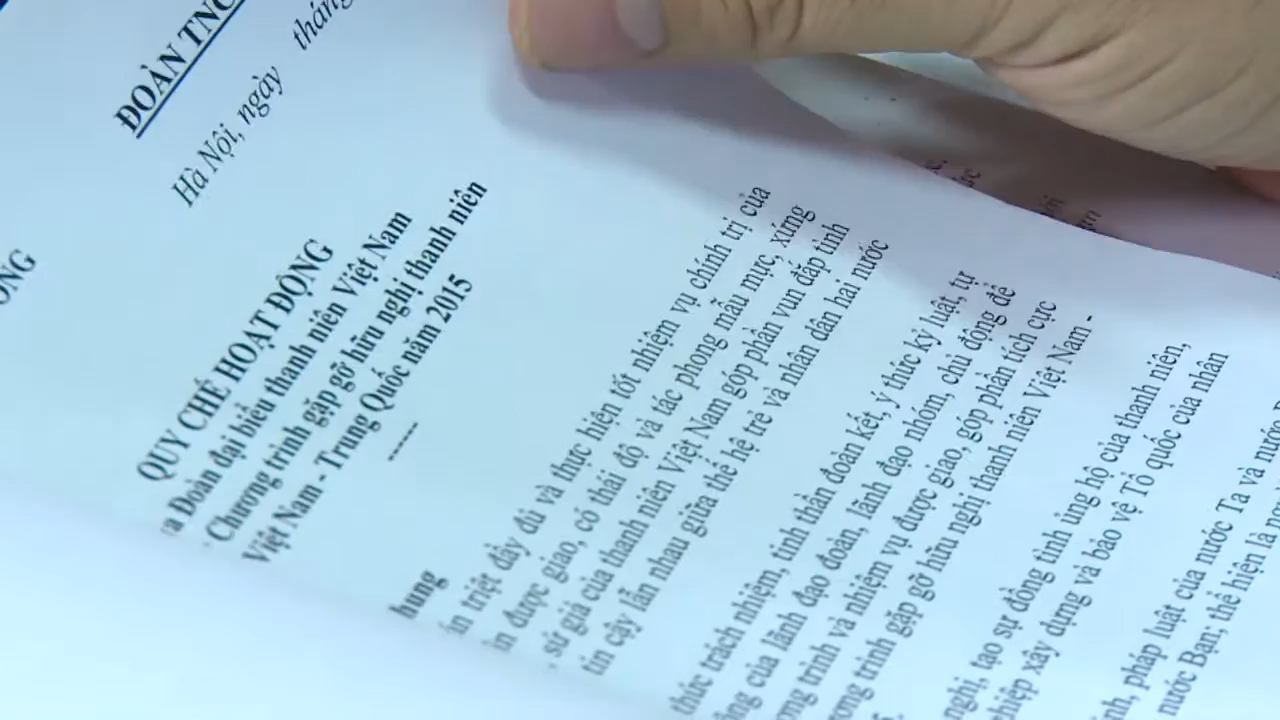 ĐOÀN TNC
Hà Nội, ngày tháng
QUY CHẾ HOẠT ĐỘNG
Đoàn đại biểu thanh niên Việt Nam
Chương trình gặp gỡ hữu nghị thanh niên
Việt Nam - Trung Quốc năm 2015
-----
hung
triệt đầy đủ và thực hiện tốt nhiệm vụ chính trị của
được giao, có thái độ và tác phong mẫu mực, xứng
sứ giả của thanh niên Việt Nam góp phần vun đắp tình
tin cậy lẫn nhau giữa thế hệ trẻ và nhân dân hai nước
thức trách nhiệm, tinh thần đoàn kết, ý thức kỷ luật, tự
của lãnh đạo đoàn, lãnh đạo nhóm, chủ động để
trình và nhiệm vụ được giao, góp phần tích cực
trình gặp gỡ hữu nghị thanh niên Việt Nam -
nghị, tạo sự đồng tình ủng hộ của thanh niên,
xây dựng và bảo vệ Tổ quốc của nhân
pháp luật của nước Ta và nước
nước Bạn; thể hiện là